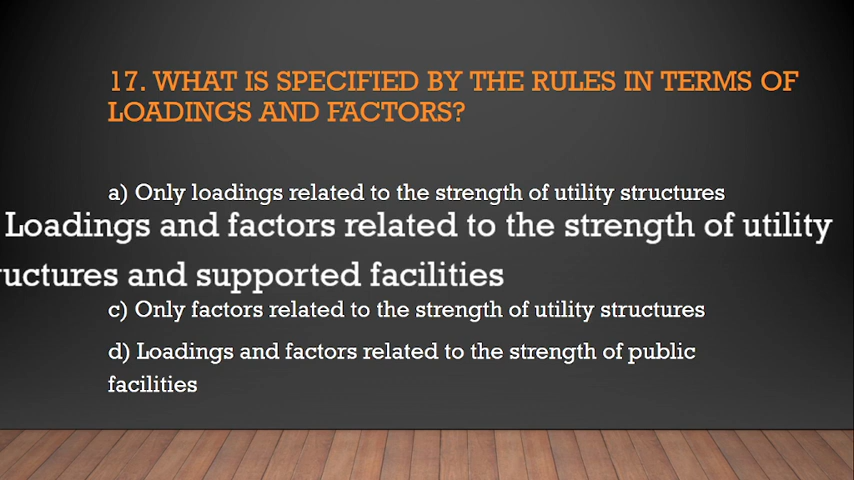 17. WHAT IS SPECIFIED BY THE RULES IN TERMS OF
LOADINGS AND FACTORS?
a) Only loadings related to the strength of utility structures
Loadings and factors related to the strength of utility
ructures and supported facilities
c) Only factors related to the strength of utility structures
d) Loadings and factors related to the strength of public
facilities